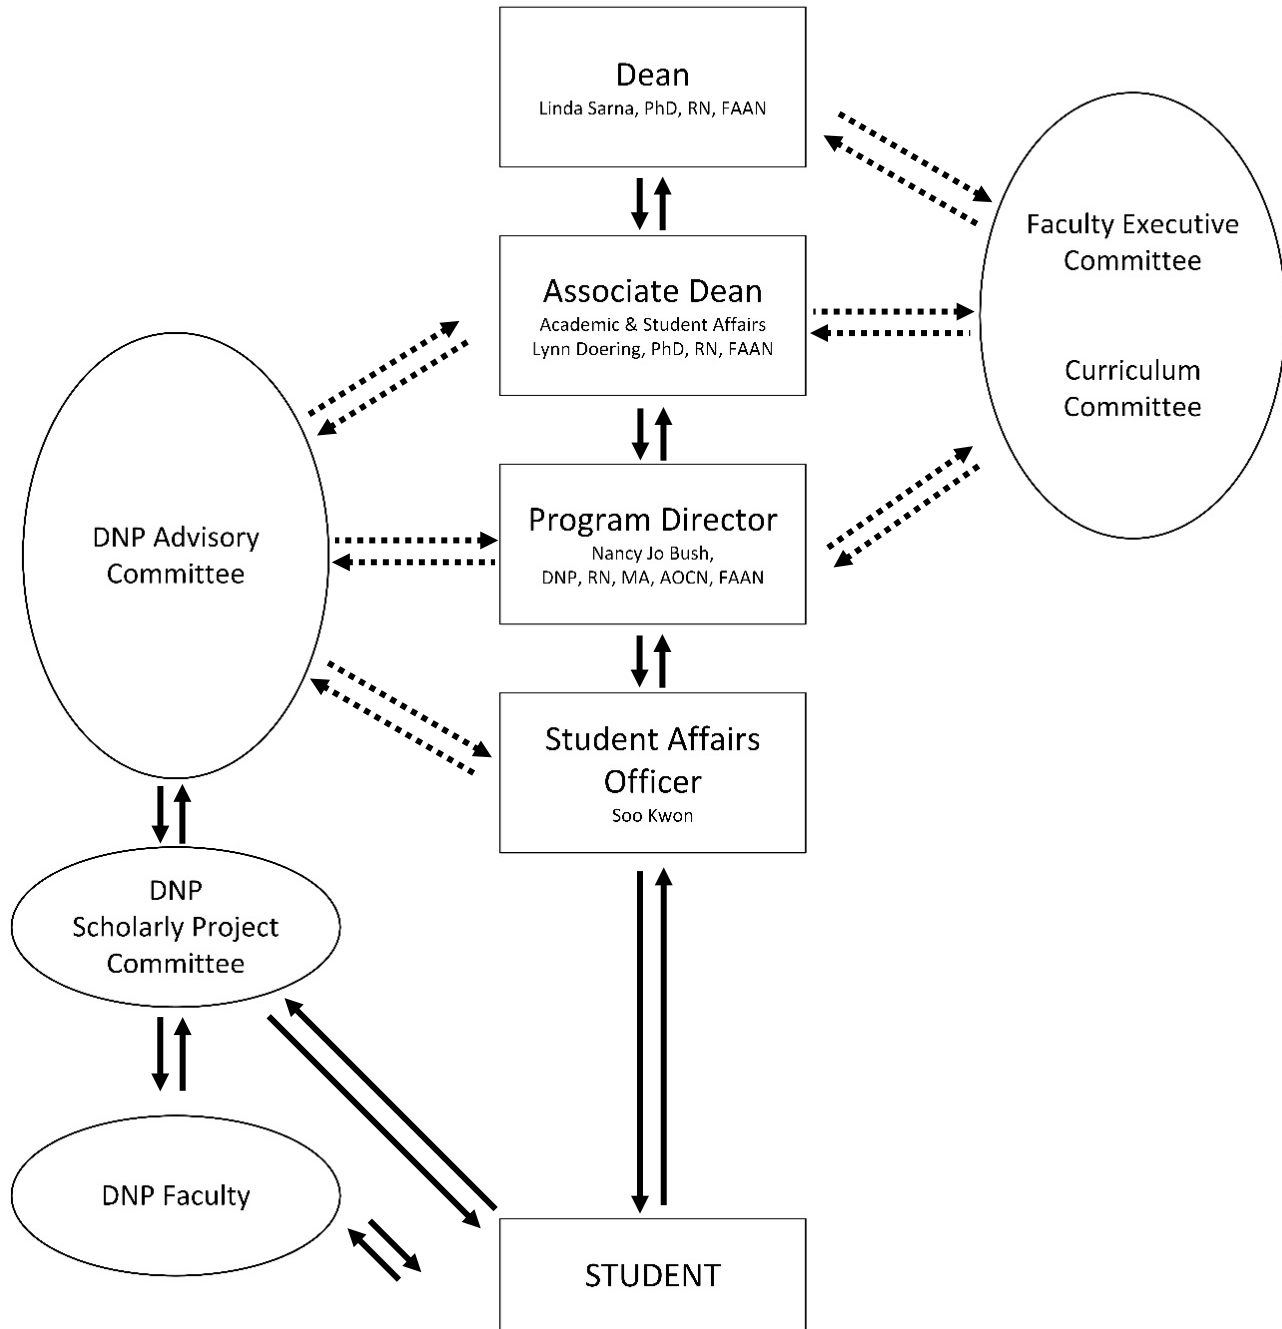 Dean
Linda Sarna, PhD, RN, FAAN
Faculty Executive
Committee
Curriculum
Committee
Associate Dean
Academic & Student Affairs
Lynn Doering, PhD, RN, FAAN
DNP Advisory
Committee
Program Director
Nancy Jo Bush,
DNP, RN, MA, AOCN, FAAN
Student Affairs
Officer
Soo Kwon
DNP
Scholarly Project
Committee
DNP Faculty
STUDENT